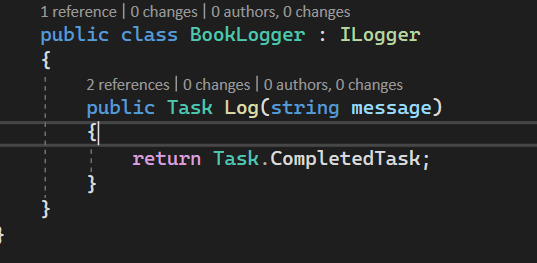 1 reference | 0 changes | 0 authors, 0 changes
public class BookLogger : ILogger
{
2 references | 0 changes | 0 authors, 0 changes
public Task Log(string message)
{
return Task.CompletedTask;
}
}
}